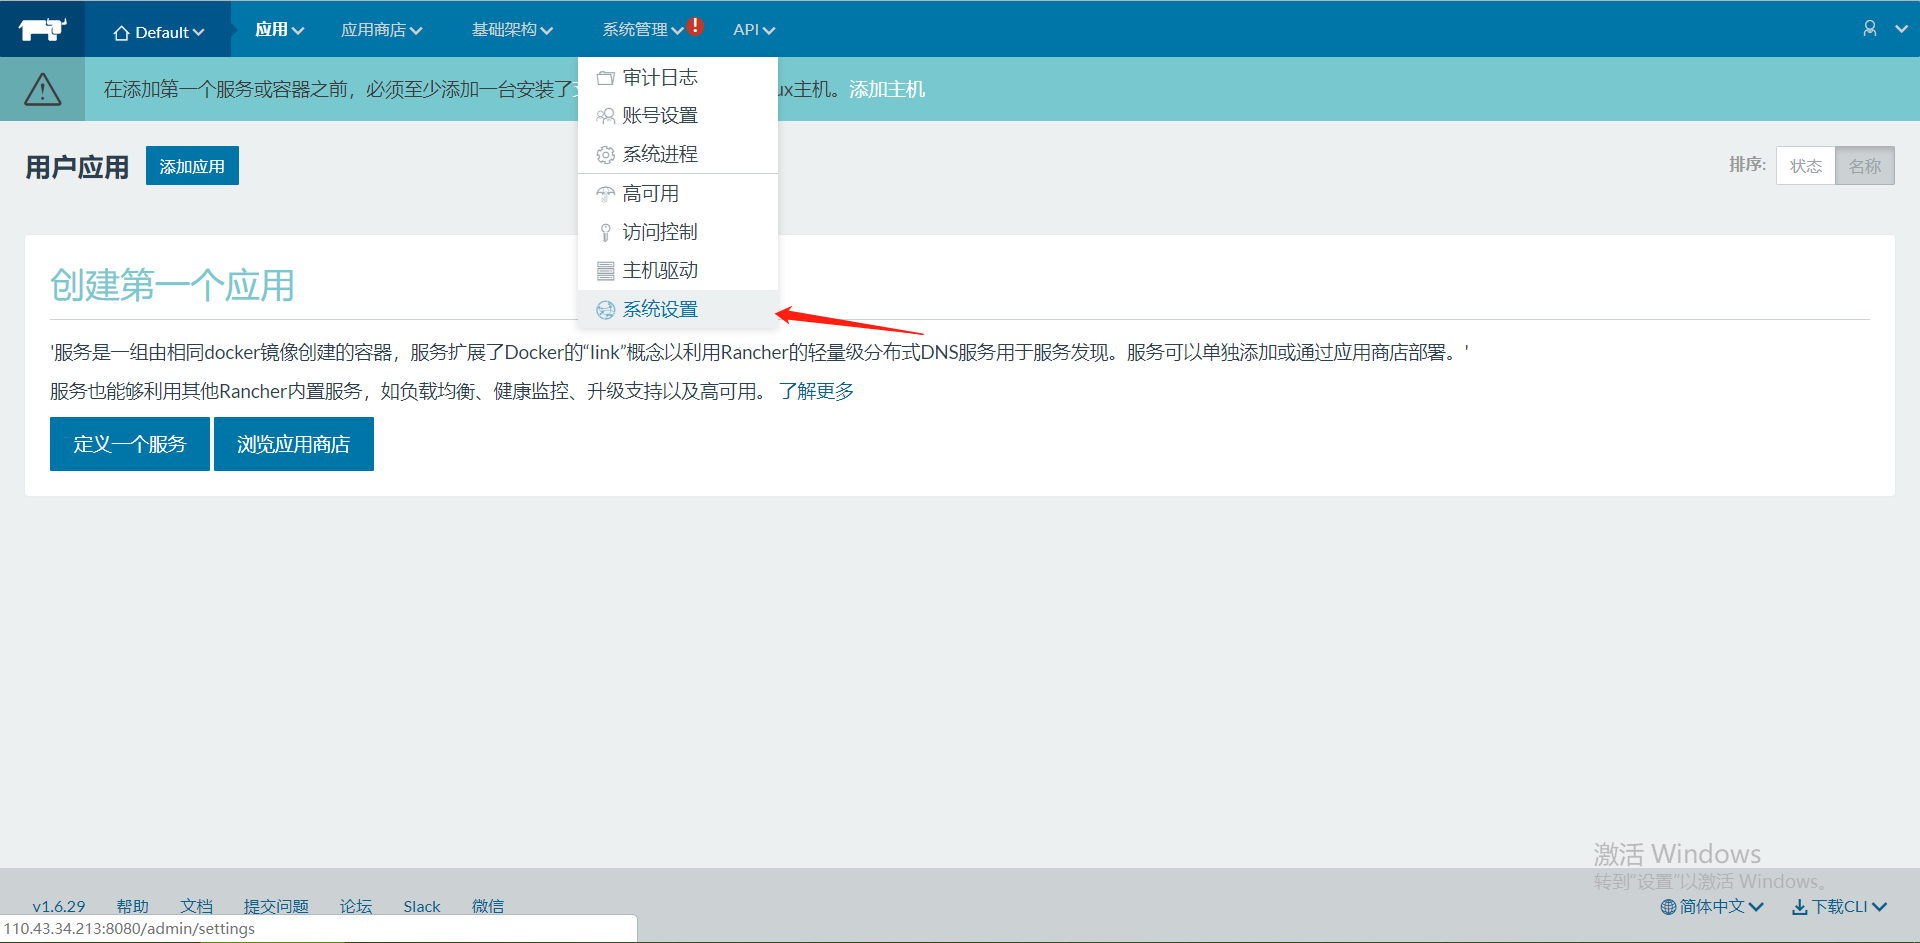 Default
应用
应用商店
基础架构
系统管理
API
在添加第一个服务或容器之前，必须至少添加一台安装了
ux主机。添加主机
审计日志
账号设置
系统进程
高可用
访问控制
主机驱动
系统设置
用户应用
添加应用
排序:
状态
名称
创建第一个应用
'服务是一组由相同docker镜像创建的容器，服务扩展了Docker的“link”概念以利用Rancher的轻量级分布式DNS服务用于服务发现。服务可以单独添加或通过应用商店部署。'
服务也能够利用其他Rancher内置服务，如负载均衡、健康监控、升级支持以及高可用。 了解更多
定义一个服务
浏览应用商店
激活 Windows
转到"设置"以激活 Windows。
v1.6.29
帮助
文档
提交问题
论坛
Slack
微信
简体中文
下载CLI
110.43.34.213:8080/admin/settings